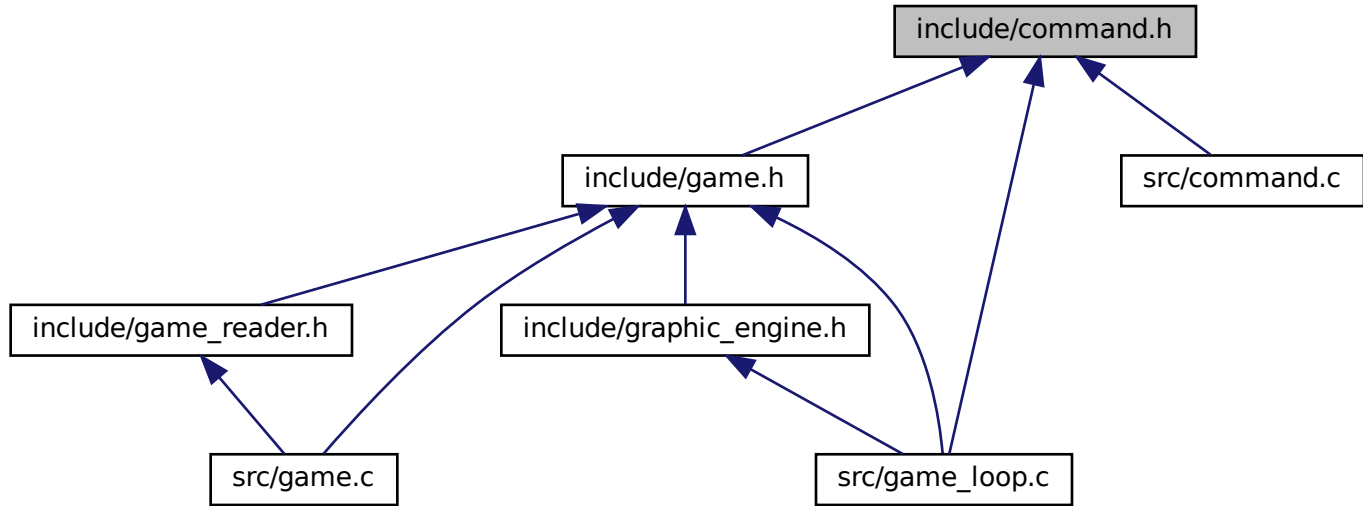 include/command.h
include/game.h
src/command.c
include/game_reader.h
include/graphic_engine.h
src/game.c
src/game_loop.c